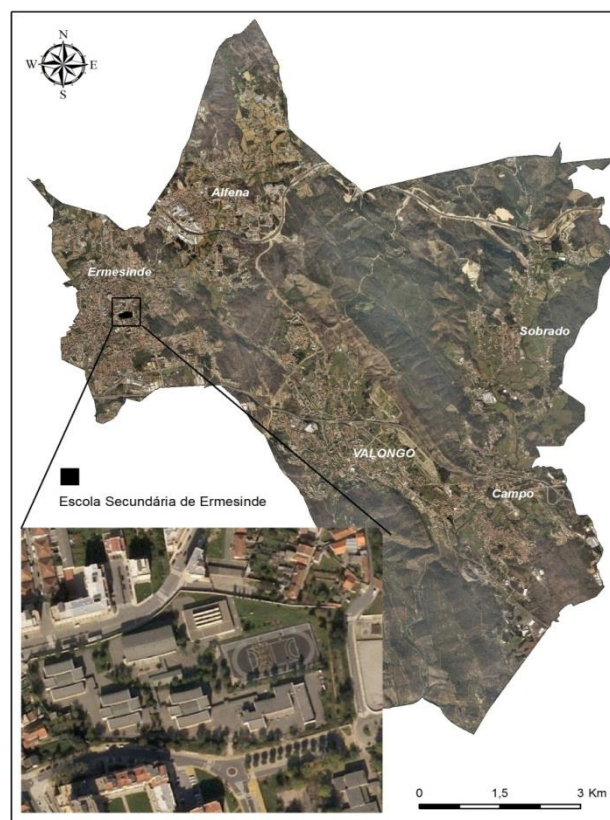 N
W E
S
Alfena
Ermesinde
Sobrado
VALONGO
Campo
Escola Secundária de Ermesinde
0 1,5 3 Km